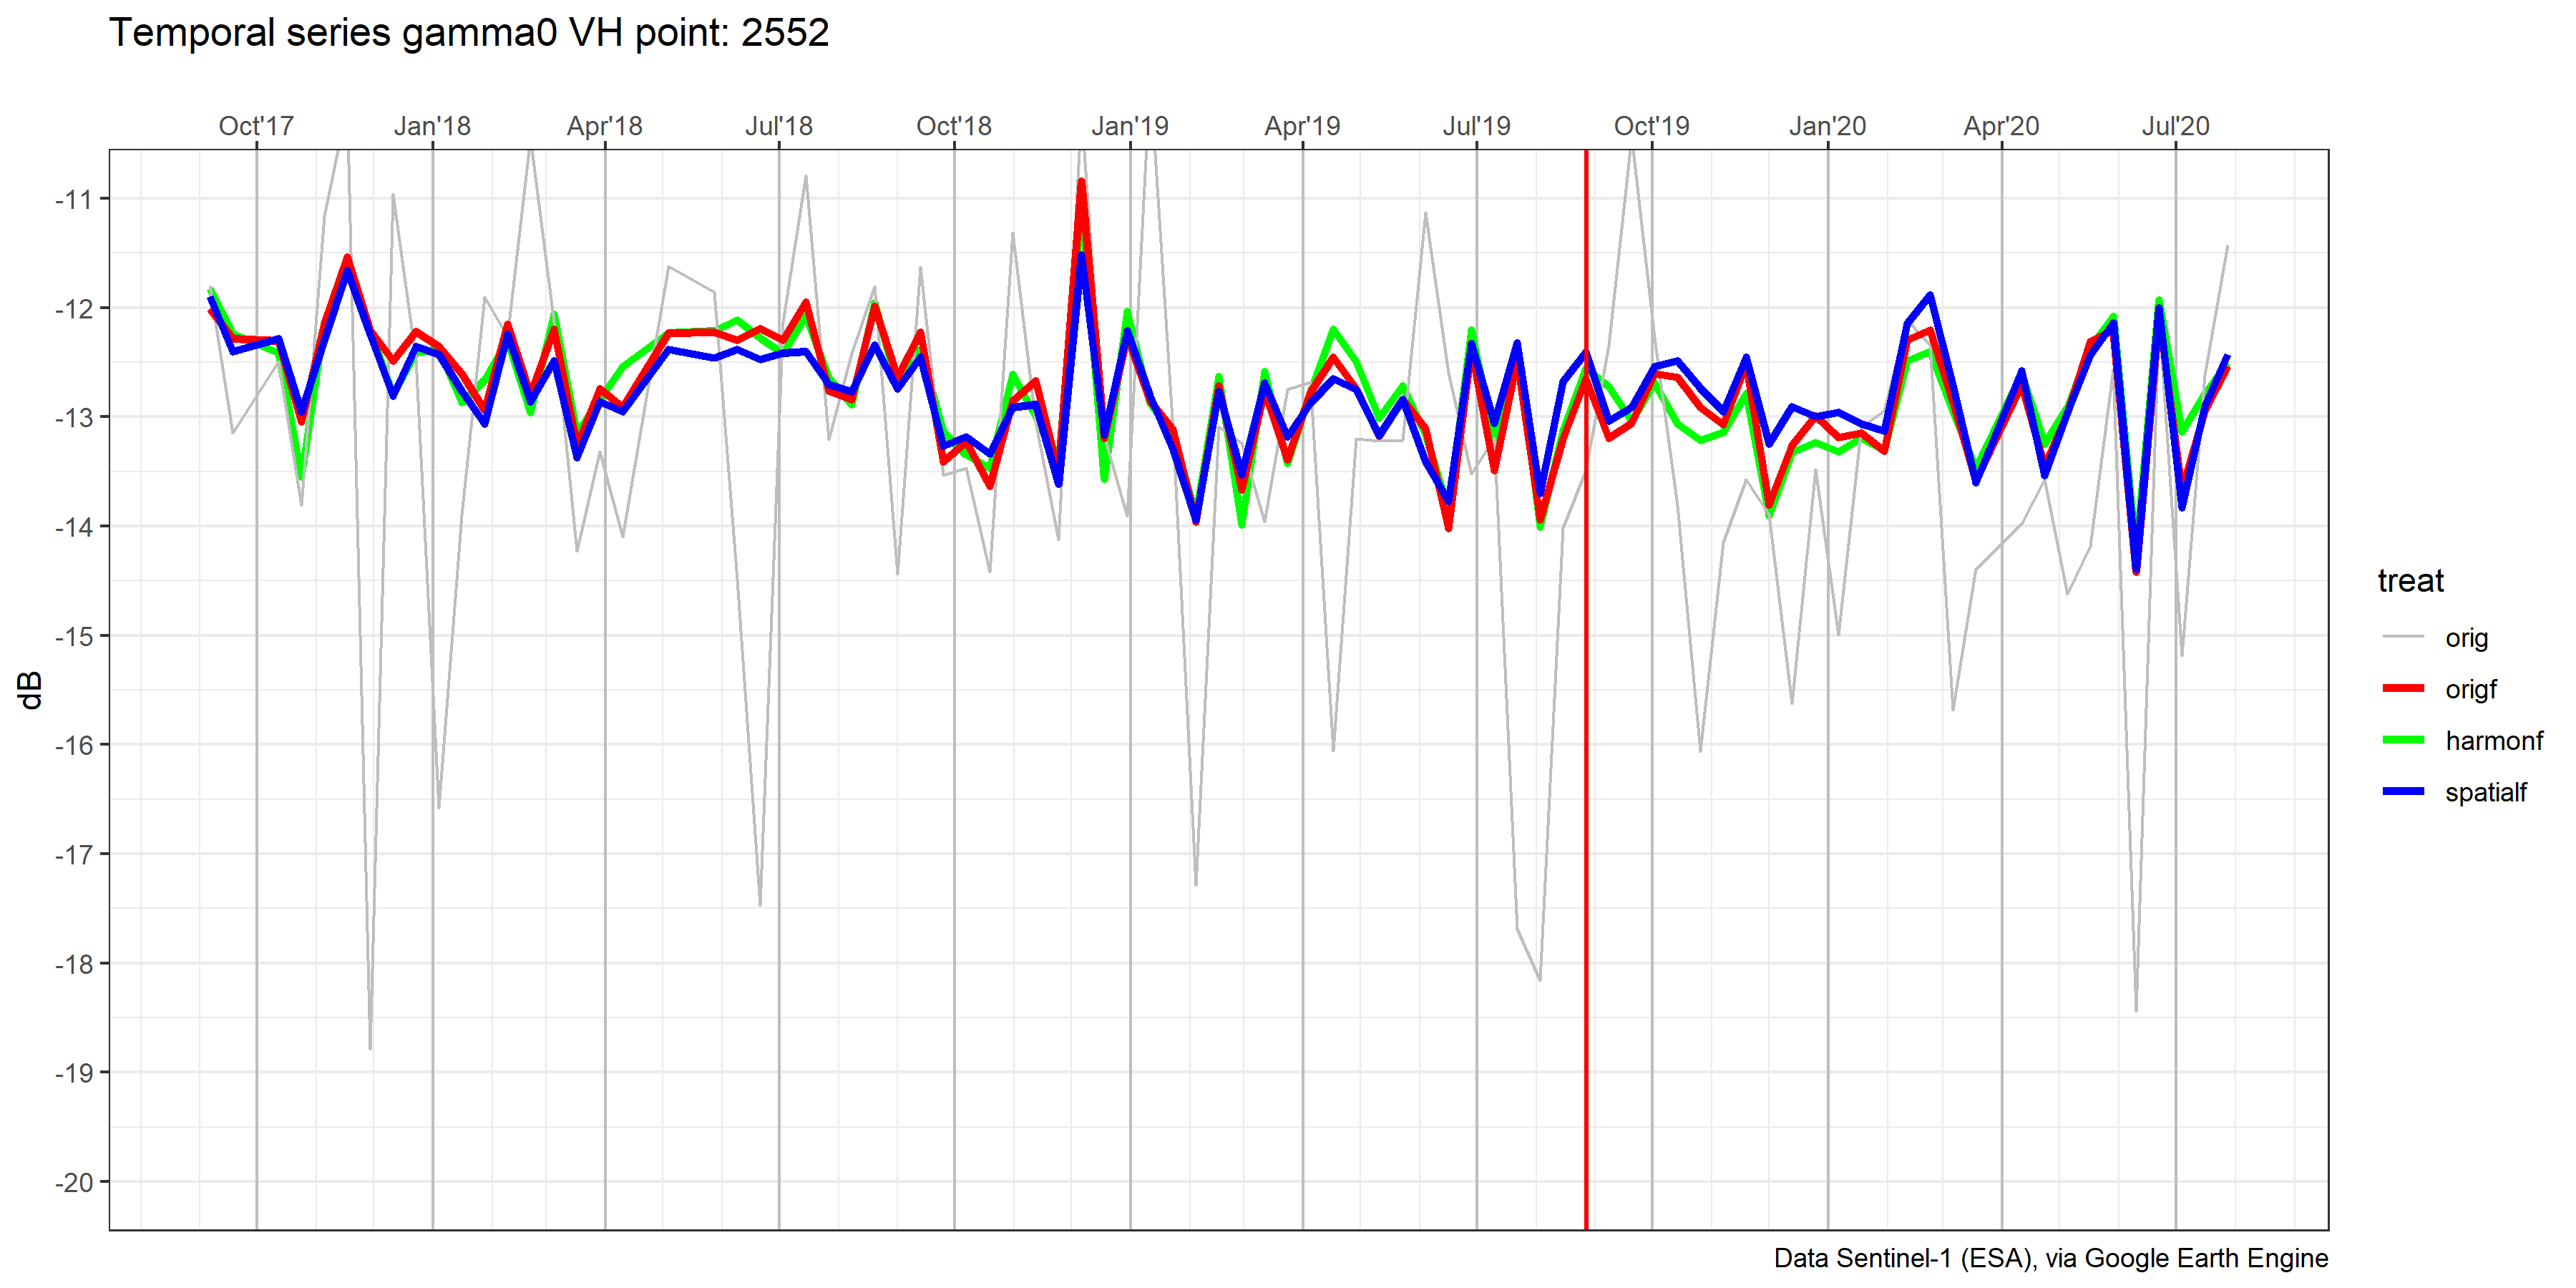 Temporal series gamma0 VH point: 2552
Oct'17 Jan'18 Apr'18 Jul'18 Oct'18 Jan'19 Apr'19 Jul'19 Oct'19 Jan'20 Apr'20 Jul'20
-11
-12
-13
-14
-15
-16
-17
-18
-19
-20
dB
treat
orig
origf
harmonf
spatialf
Data Sentinel-1 (ESA), via Google Earth Engine